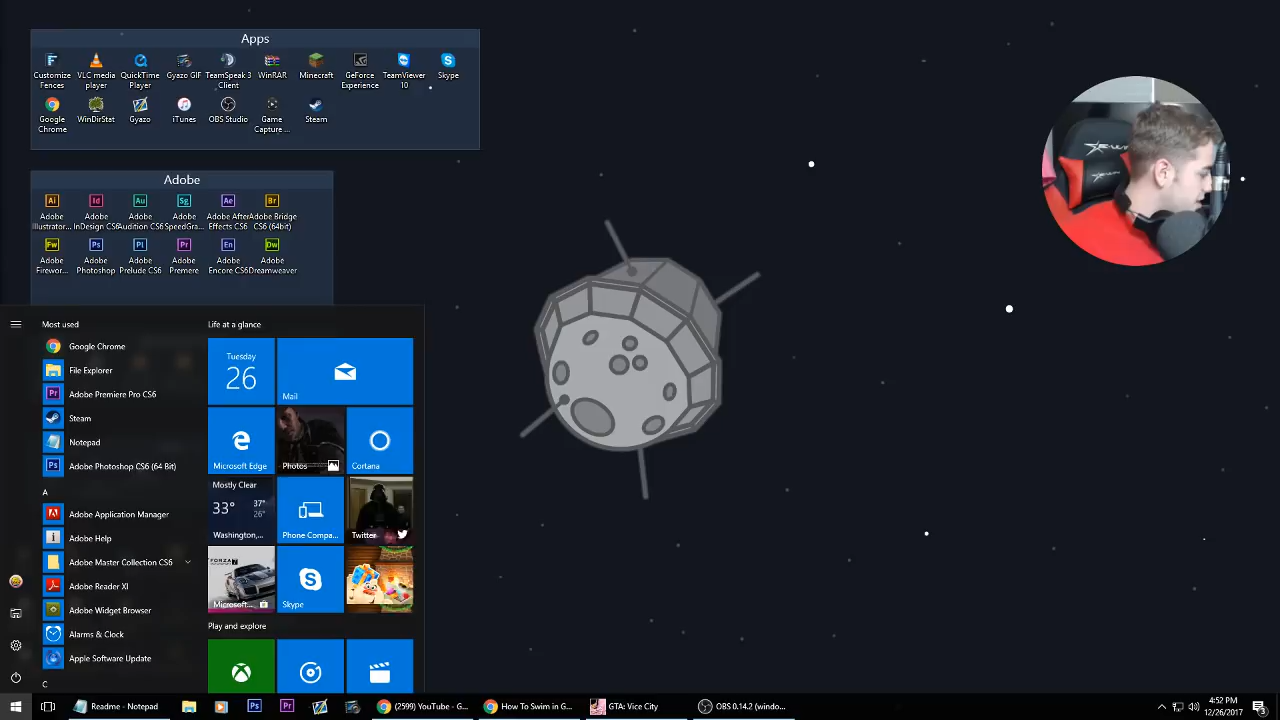 Apps
Customize Fences
VLC media player
QuickTime Player
Gyazo GIF
TeamSpeak 3 Client
WinRAR
Minecraft
GeForce Experience
TeamViewer 10
Skype
Google Chrome
WinDirStat
Gyazo
iTunes
OBS Studio
Game Capture ...
Steam
Adobe
Adobe Illustrator...
Adobe InDesign CS6
Adobe Audition CS6
Adobe SpeedGra...
Adobe After Effects CS6
Adobe Bridge CS6 (64bit)
Adobe Firewor...
Adobe Photoshop
Adobe Prelude CS6
Adobe Premiere
Adobe Encore CS6
Adobe Dreamweaver
Most used
Google Chrome
File Explorer
Adobe Premiere Pro CS6
Steam
Notepad
Adobe Photoshop CS6 (64 Bit)
A
Adobe Application Manager
Adobe Help
Adobe Master Collection CS6
Adobe Reader XI
Adobe Widget Browser
Alarms & Clock
Apple Software Update
C
Life at a glance
Tuesday
26
Mail
Microsoft Edge
Photos
Cortana
Mostly Clear
33° 37° 26°
Washington,...
Phone Compa...
Twitter
Microsoft...
Skype
Play and explore
Readme - Notepad
(2599) YouTube - G...
How To Swim in G...
GTA: Vice City
OBS 0.14.2 (windo...
4:52 PM
12/26/2017
3